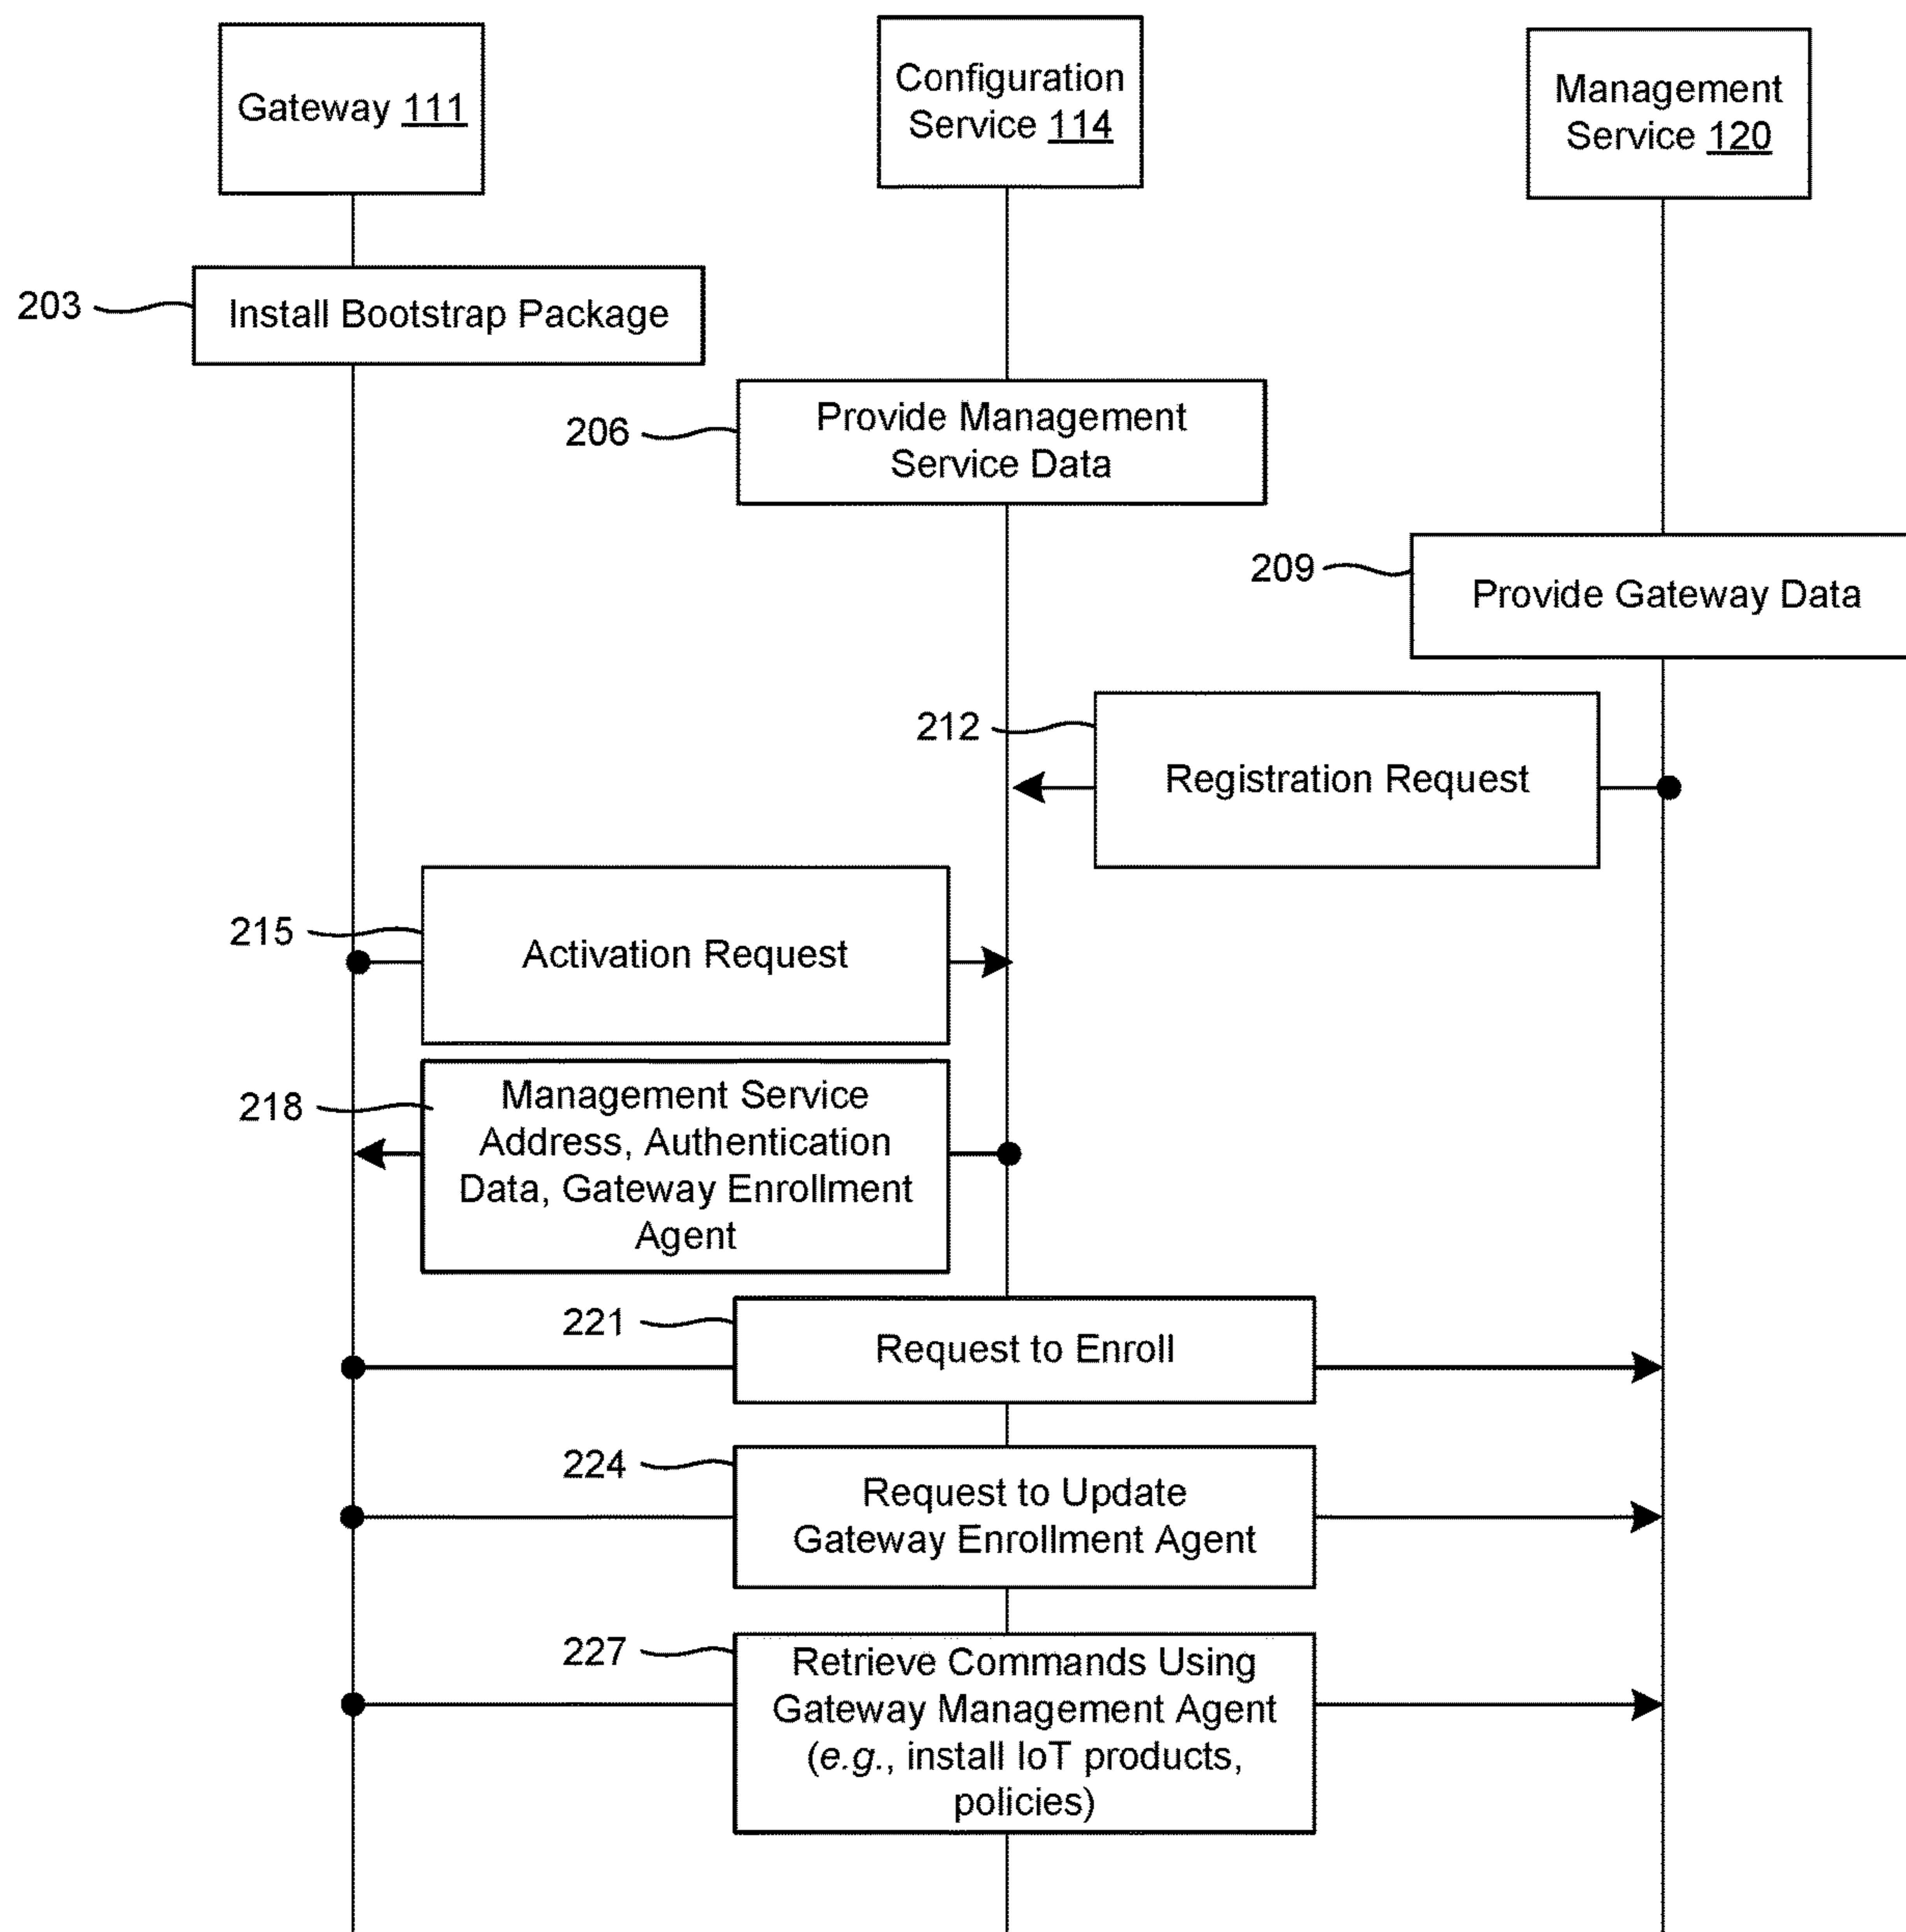 Gateway 111
Configuration
Service 114
Management
Service 120
203
Install Bootstrap Package
206
Provide Management
Service Data
209
Provide Gateway Data
212
Registration Request
215
Activation Request
218
Management Service
Address, Authentication
Data, Gateway Enrollment
Agent
221
Request to Enroll
224
Request to Update
Gateway Enrollment Agent
227
Retrieve Commands Using
Gateway Management Agent
(e.g., install IoT products,
policies)